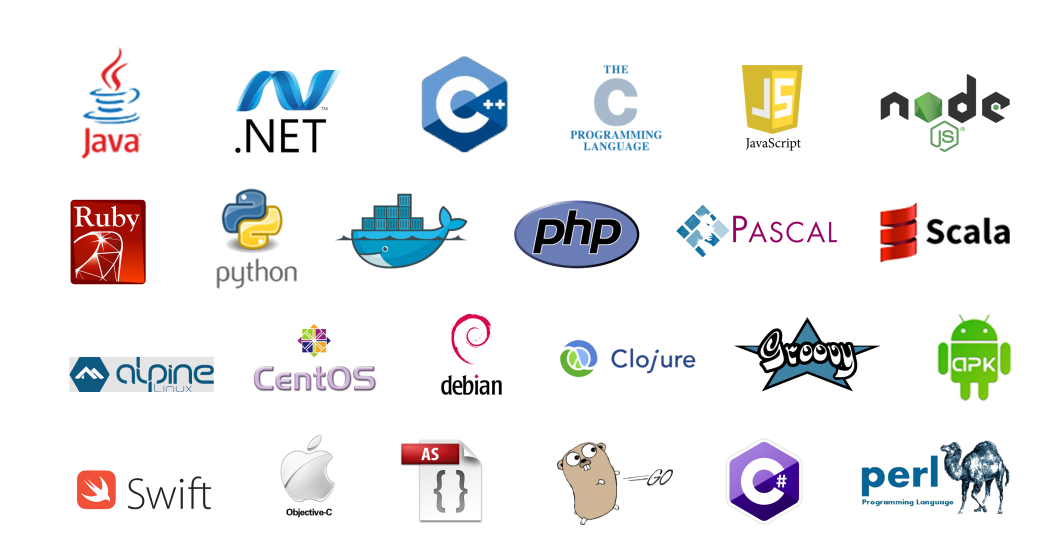 Java
.NET™
C++
THE
C
PROGRAMMING
LANGUAGE
JS
JavaScript
node
JS®
Ruby
python
php
PASCAL
Scala
alpine
Linux
CentOS
debian
Clojure
Groovy
APK
Swift
Objective-C
AS
{}
GO
C#
perl
Programming Language